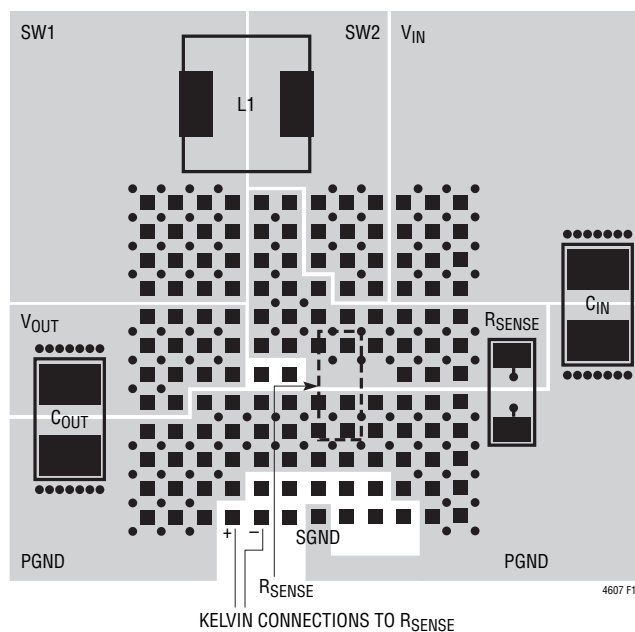 SW1
SW2
VIN
L1
VOUT
RSENSE
CIN
COUT
+ −
SGND
PGND
PGND
RSENSE
4607 F1
KELVIN CONNECTIONS TO RSENSE